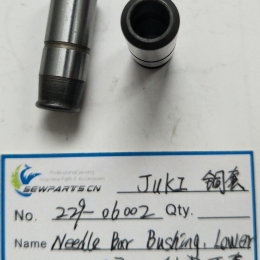 JUKI 铜套
SEWPARTS.CN
No. 229-06002 Qty.
Name Needle Bar Bushing, Lower